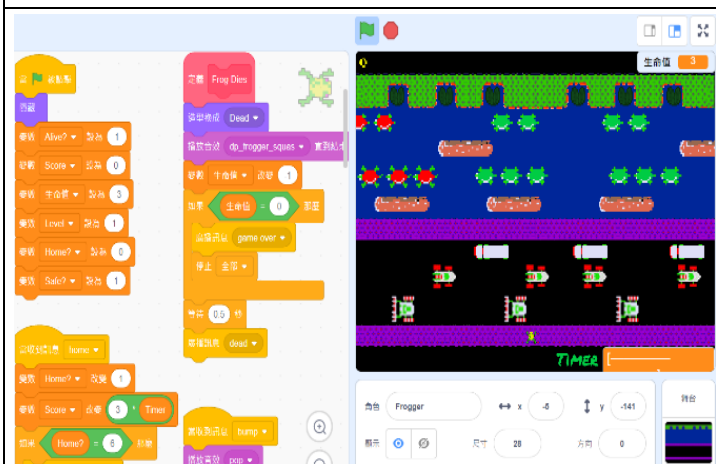 當 被點擊
隱藏
變數 Alive? 設為 1
變數 Score 設為 0
變數 生命值 設為 3
變數 Level 設為 1
變數 Home? 設為 0
變數 Safe? 設為 1
當收到訊息 home
變數 Home? 改變 1
變數 Score 改變 3 * Timer
如果 Home? = 6 那麼
定義 Frog Dies
造型換成 Dead
播放音效 dp_frogger_squas 直到結
變數 生命值 改變
如果 生命值 = 0 那麼
廣播訊息 game over
停止 全部
等待 0.5 秒
廣播訊息 dead
當收到訊息 bump
播放音效 pop
生命值 3
TIMER
角色 Frogger x -5 y -141
顯示 尺寸 28 方向 0
舞台